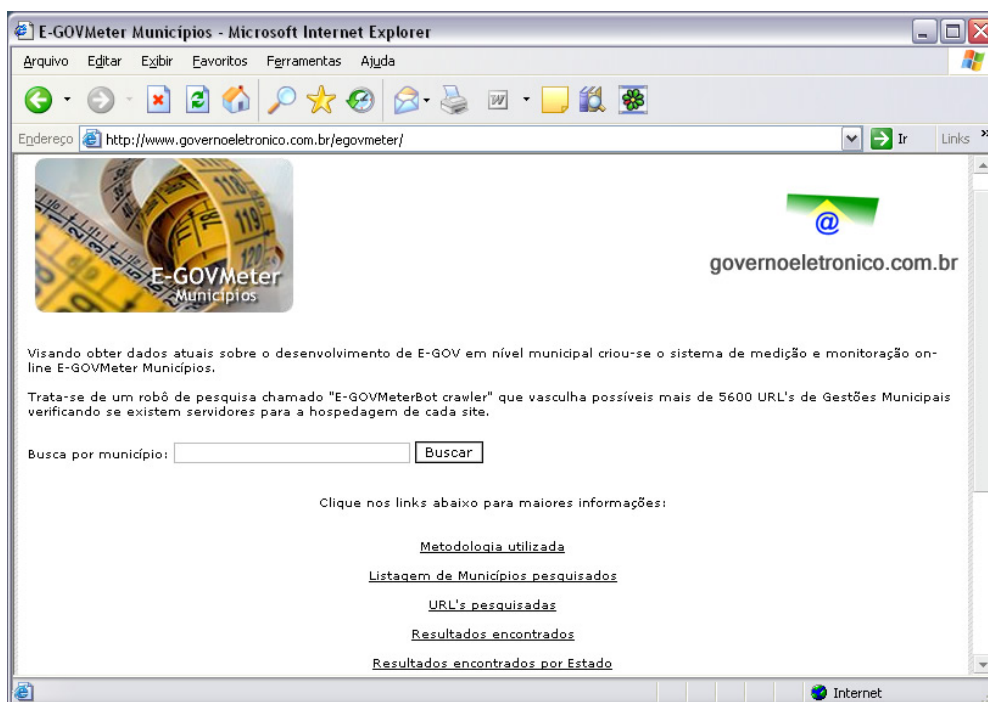 E-GOVMeter Municípios - Microsoft Internet Explorer
Arquivo Editar Exibir Favoritos Ferramentas Ajuda
Endereço http://www.governoeletronico.com.br/egovmeter/ Ir Links »
118
119
120
E-GOVMeter
Municípios
@
governoeletronico.com.br
Visando obter dados atuais sobre o desenvolvimento de E-GOV em nível municipal criou-se o sistema de medição e monitoração on-
line E-GOVMeter Municípios.
Trata-se de um robô de pesquisa chamado "E-GOVMeterBot crawler" que vasculha possíveis mais de 5600 URL's de Gestões Municipais
verificando se existem servidores para a hospedagem de cada site.
Busca por município: Buscar
Clique nos links abaixo para maiores informações:
Metodologia utilizada
Listagem de Municípios pesquisados
URL's pesquisadas
Resultados encontrados
Resultados encontrados por Estado
Internet